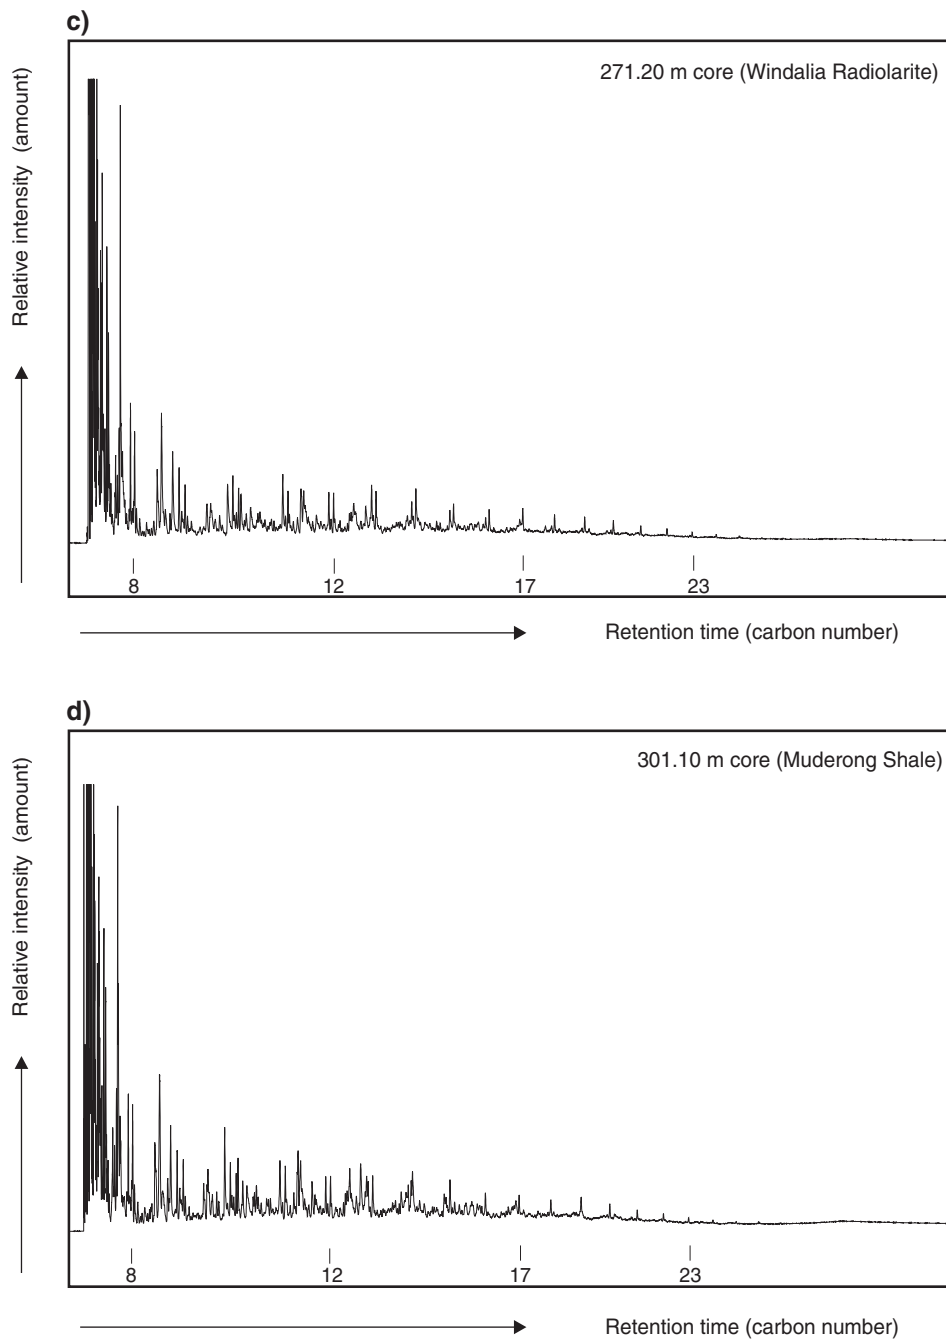 c)
271.20 m core (Windalia Radiolarite)
Relative intensity (amount)
8 12 17 23
Retention time (carbon number)
d)
301.10 m core (Muderong Shale)
Relative intensity (amount)
8 12 17 23
Retention time (carbon number)